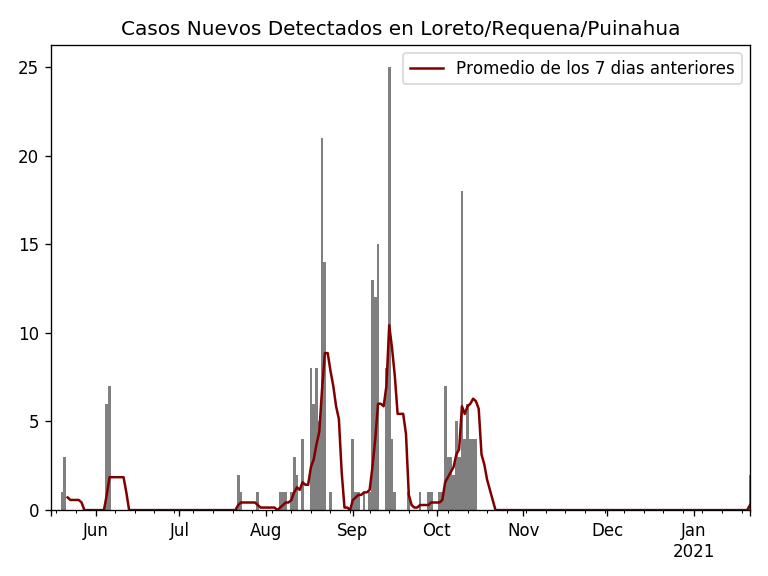 Casos Nuevos Detectados en Loreto/Requena/Puinahua
Promedio de los 7 dias anteriores
25
20
15
10
5
0
Jun Jul Aug Sep Oct Nov Dec Jan
2021